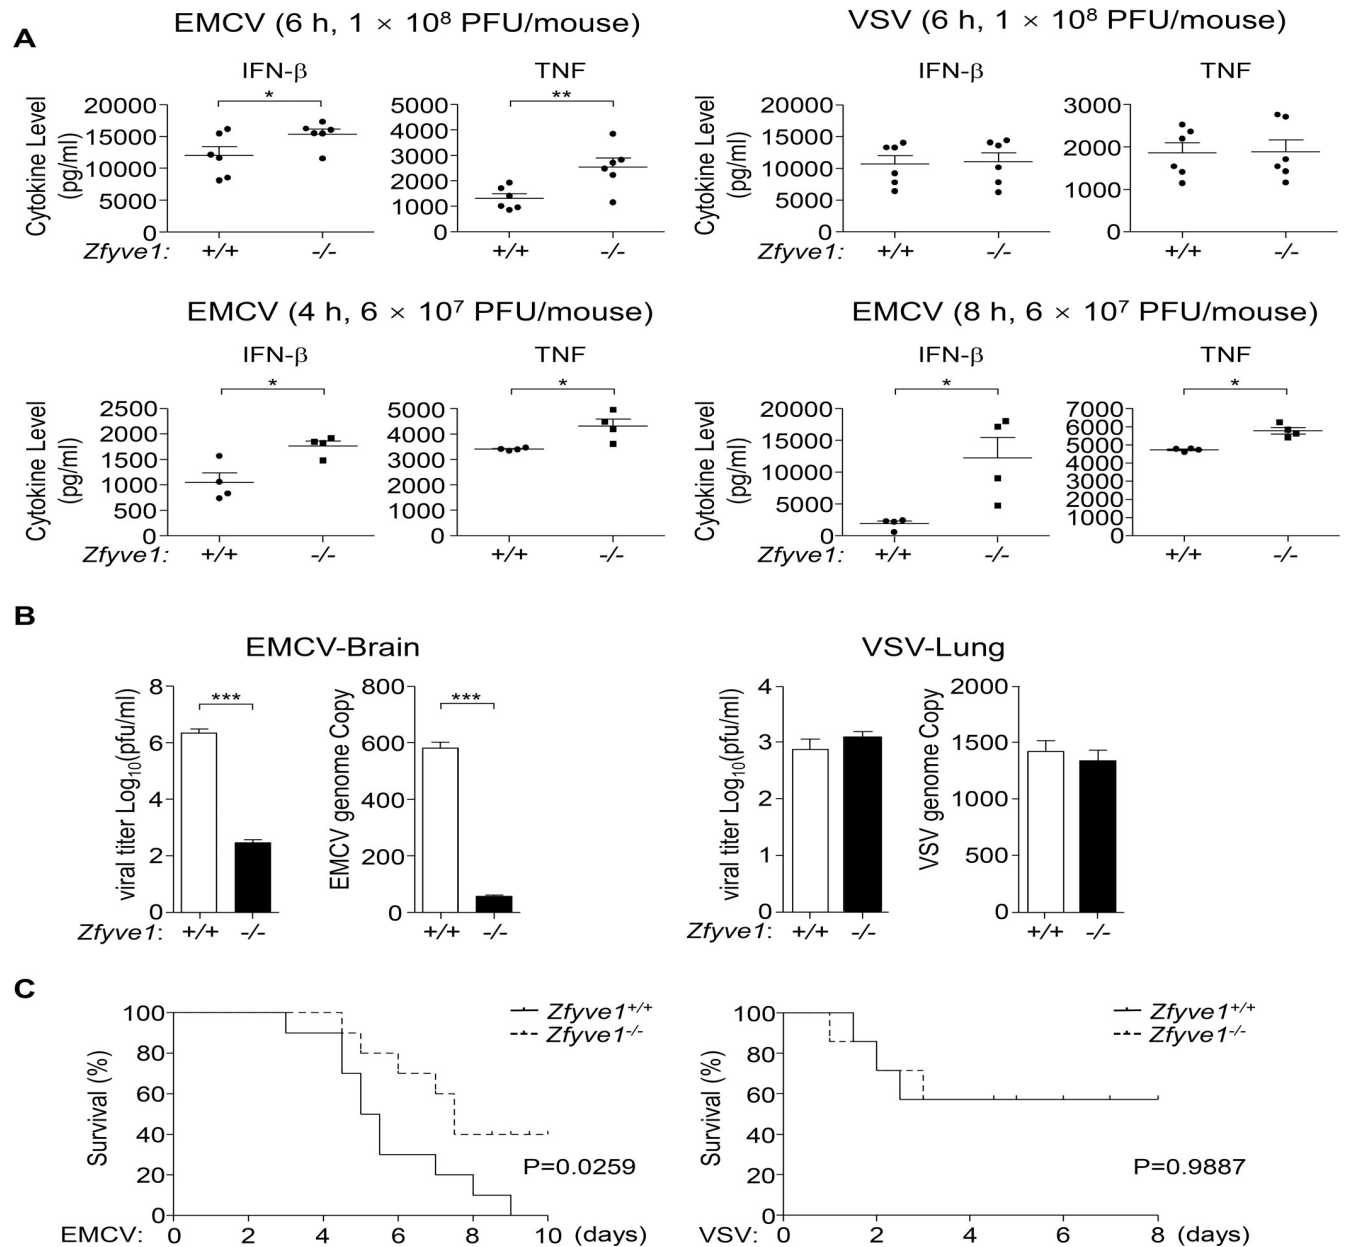 A
EMCV (6 h, 1 × 10⁸ PFU/mouse)
VSV (6 h, 1 × 10⁸ PFU/mouse)
IFN-β
TNF
IFN-β
TNF
Cytokine Level
(pg/ml)
20000
15000
10000
5000
0
*
5000
4000
3000
2000
1000
0
**
Cytokine Level
(pg/ml)
20000
15000
10000
5000
0
3000
2000
1000
0
Zfyve1: +/+ -/- +/+ -/-
Zfyve1: +/+ -/- +/+ -/-
EMCV (4 h, 6 × 10⁷ PFU/mouse)
EMCV (8 h, 6 × 10⁷ PFU/mouse)
IFN-β
TNF
IFN-β
TNF
Cytokine Level
(pg/ml)
2500
2000
1500
1000
500
0
*
5000
4000
3000
2000
1000
0
*
Cytokine Level
(pg/ml)
20000
15000
10000
5000
0
*
7000
6000
5000
4000
3000
2000
1000
0
*
Zfyve1: +/+ -/- +/+ -/-
Zfyve1: +/+ -/- +/+ -/-
B
EMCV-Brain
VSV-Lung
viral titer Log₁₀(pfu/ml)
8
6
4
2
0
***
EMCV genome Copy
800
600
400
200
0
***
viral titer Log₁₀(pfu/ml)
4
3
2
1
0
VSV genome Copy
2000
1500
1000
500
0
Zfyve1: +/+ -/- +/+ -/-
Zfyve1: +/+ -/- +/+ -/-
C
Survival (%)
100
80
60
40
20
0
Zfyve1⁺/⁺
Zfyve1⁻/⁻
P=0.0259
EMCV: 0 2 4 6 8 10 (days)
Survival (%)
100
80
60
40
20
0
Zfyve1⁺/⁺
Zfyve1⁻/⁻
P=0.9887
VSV: 0 2 4 6 8 (days)